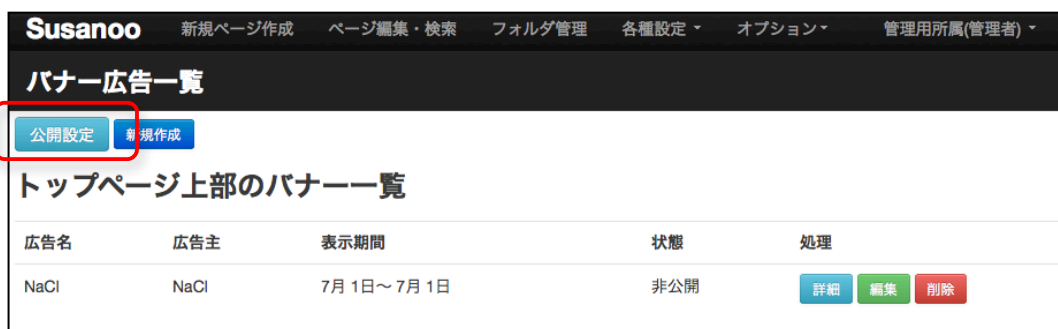 Susanoo 新規ページ作成 ページ編集・検索 フォルダ管理 各種設定 オプション 管理用所属(管理者)
バナー広告一覧
公開設定 新規作成
トップページ上部のバナー一覧
広告名 広告主 表示期間 状態 処理
NaCl NaCl 7月 1日〜 7月 1日 非公開 詳細 編集 削除